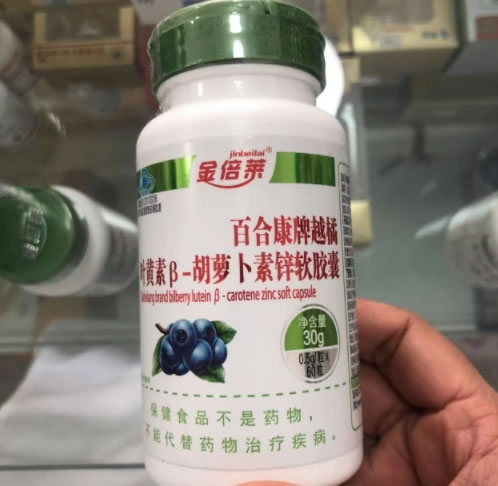 jinbeilai®
金倍莱
百合康牌越橘
叶黄素β-胡萝卜素锌软胶囊
brand bilberry lutein β - carotene zinc soft capsule
净含量
30g
0.5g/粒×
60粒
保健食品不是药物，
不能代替药物治疗疾病。